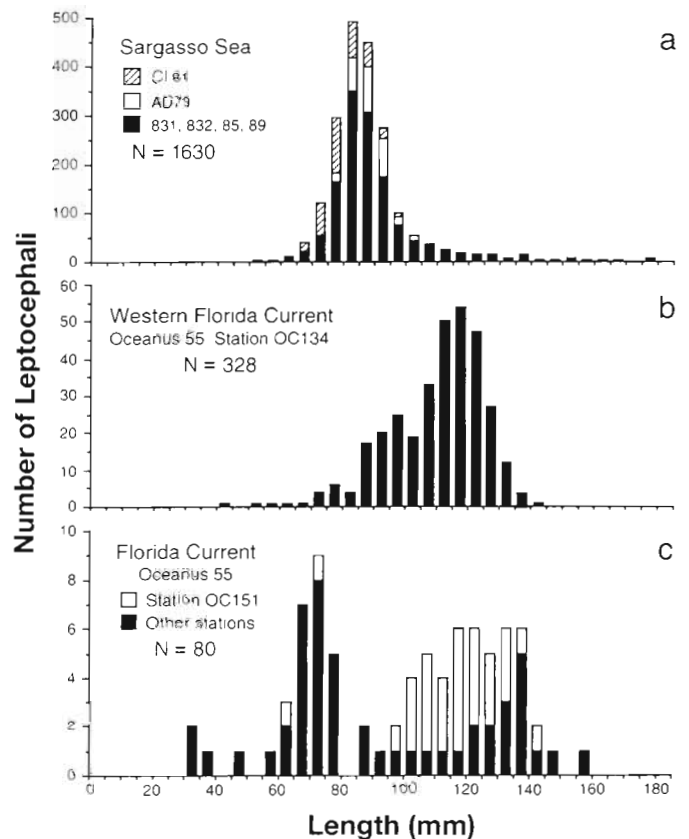 Number of Leptocephali
500
400
300
200
100
0
Sargasso Sea
AD79
831, 832, 85, 89
N = 1630
a
60
50
40
30
20
10
0
Western Florida Current
Oceanus 55 Station OC134
N = 328
b
10
8
6
4
2
0
Florida Current
Oceanus 55
Station OC151
Other stations
N = 80
c
0 20 40 60 80 100 120 140 160 180
Length (mm)